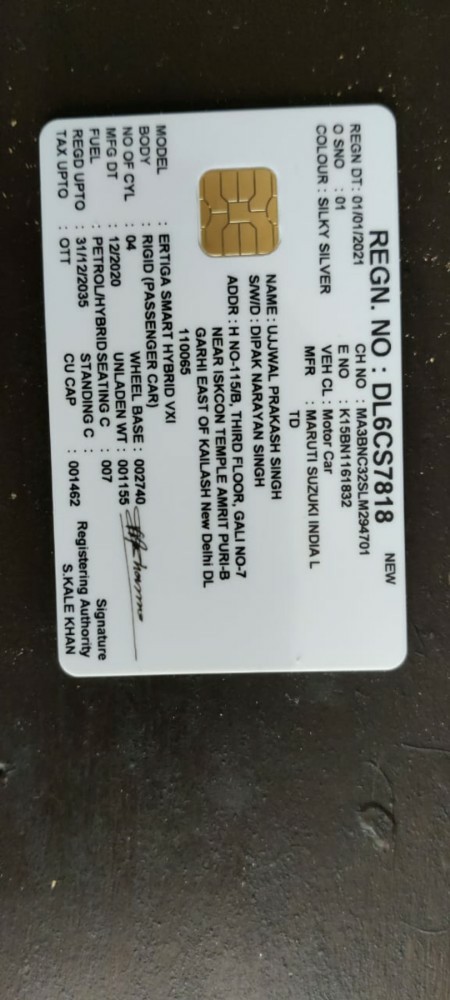 REGN. NO : DL6CS7818 NEW
REGN DT : 01/01/2021 CH NO : MA3BNC32SLM294701
O SNO : 01 E NO : K15BN1161832
COLOUR : SILKY SILVER VEH CL : Motor Car
MFR : MARUTI SUZUKI INDIA L
TD
NAME : UJJWAL PRAKASH SINGH
S/W/D : DIPAK NARAYAN SINGH
ADDR : H NO-115/B, THIRD FLOOR, GALI NO-7
NEAR ISKCON TEMPLE AMRIT PURI-B
GARHI EAST OF KAILASH New Delhi DL
110065
MODEL : ERTIGA SMART HYBRID VXI
BODY : RIGID (PASSENGER CAR)
NO OF CYL : 04 WHEEL BASE : 002740
MFG DT : 12/2020 UNLADEN WT : 001155
FUEL : PETROL/HYBRID SEATING C : 007 Signature
REGD UPTO : 31/12/2035 STANDING C : Registering Authority
TAX UPTO : OTT CU CAP : 001462 S.KALE KHAN